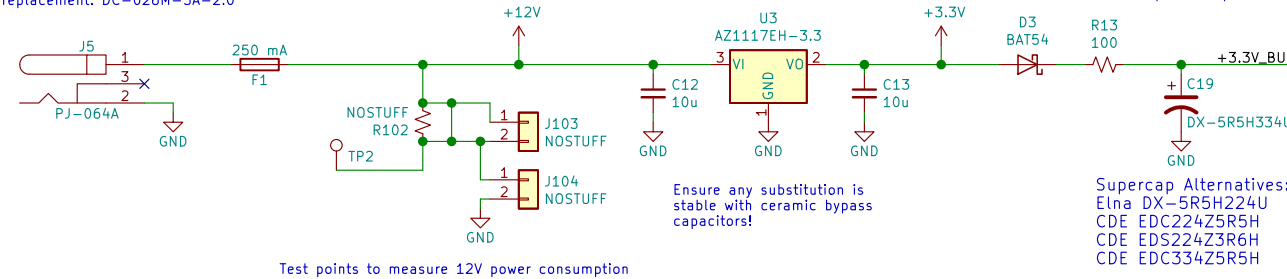 replacement: DC-026M-5A-2.0
+12V
U3
AZ1117EH-3.3
+3.3V
D3
BAT54
R13
100
J5
1
3
2
PJ-064A
GND
250 mA
F1
3
VI
VO
2
GND
1
GND
+3.3V_BU
C12
10u
GND
C13
10u
GND
+
C19
DX-5R5H334U
GND
NOSTUFF
R102
TP2
1
2
J103
NOSTUFF
1
2
J104
NOSTUFF
GND
Ensure any substitution is
stable with ceramic bypass
capacitors!
Supercap Alternatives:
Elna DX-5R5H224U
CDE EDC224Z5R5H
CDE EDS224Z3R6H
CDE EDC334Z5R5H
Test points to measure 12V power consumption